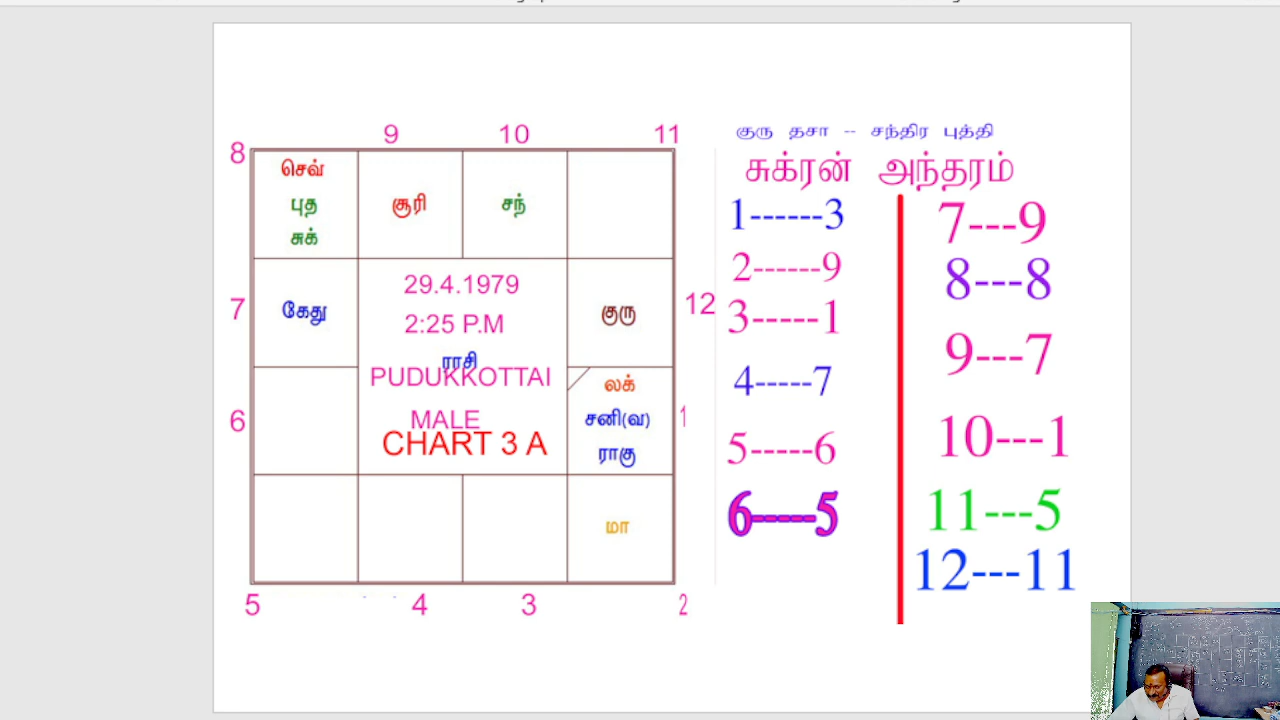 குரு தசா -- சந்திர புத்தி
சுக்ரன் அந்தரம்
9 10 11
8
செவ்
புத
சுக்
சூரி
சந்
7
கேது
29.4.1979
2:25 P.M
ராசி
PUDUKKOTTAI
MALE
CHART 3 A
குரு
12
6
லக்
சனி(வ)
ராகு
1
மா
5 4 3 2
1------3
2------9
3-----1
4-----7
5-----6
6-----5
7---9
8---8
9---7
10---1
11---5
12---11